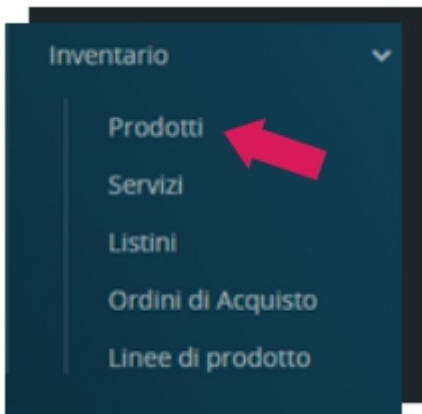 Inventario
Prodotti
Servizi
Listini
Ordini di Acquisto
Linee di prodotto